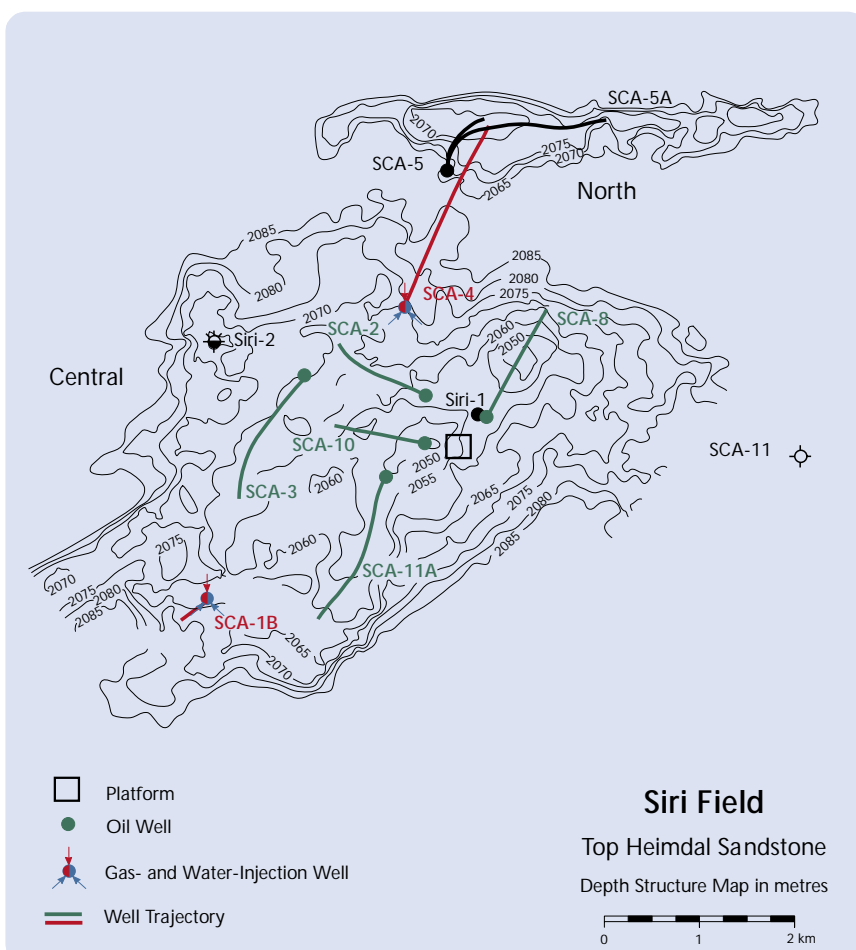 SCA-5A
2070
SCA-5
2075
2070
2065
North
2085
2085
2080
2080
2075
SCA-4
2070
SCA-8
SCA-2
2060
2050
Siri-2
Central
Siri-1
SCA-10
2050
SCA-11
2055
2060
SCA-3
2065
2075
2080
2085
2060
2075
2070
2075
2080
2085
SCA-11A
SCA-1B
2065
2070
Platform
Oil Well
Gas- and Water-Injection Well
Well Trajectory
Siri Field
Top Heimdal Sandstone
Depth Structure Map in metres
0 1 2 km